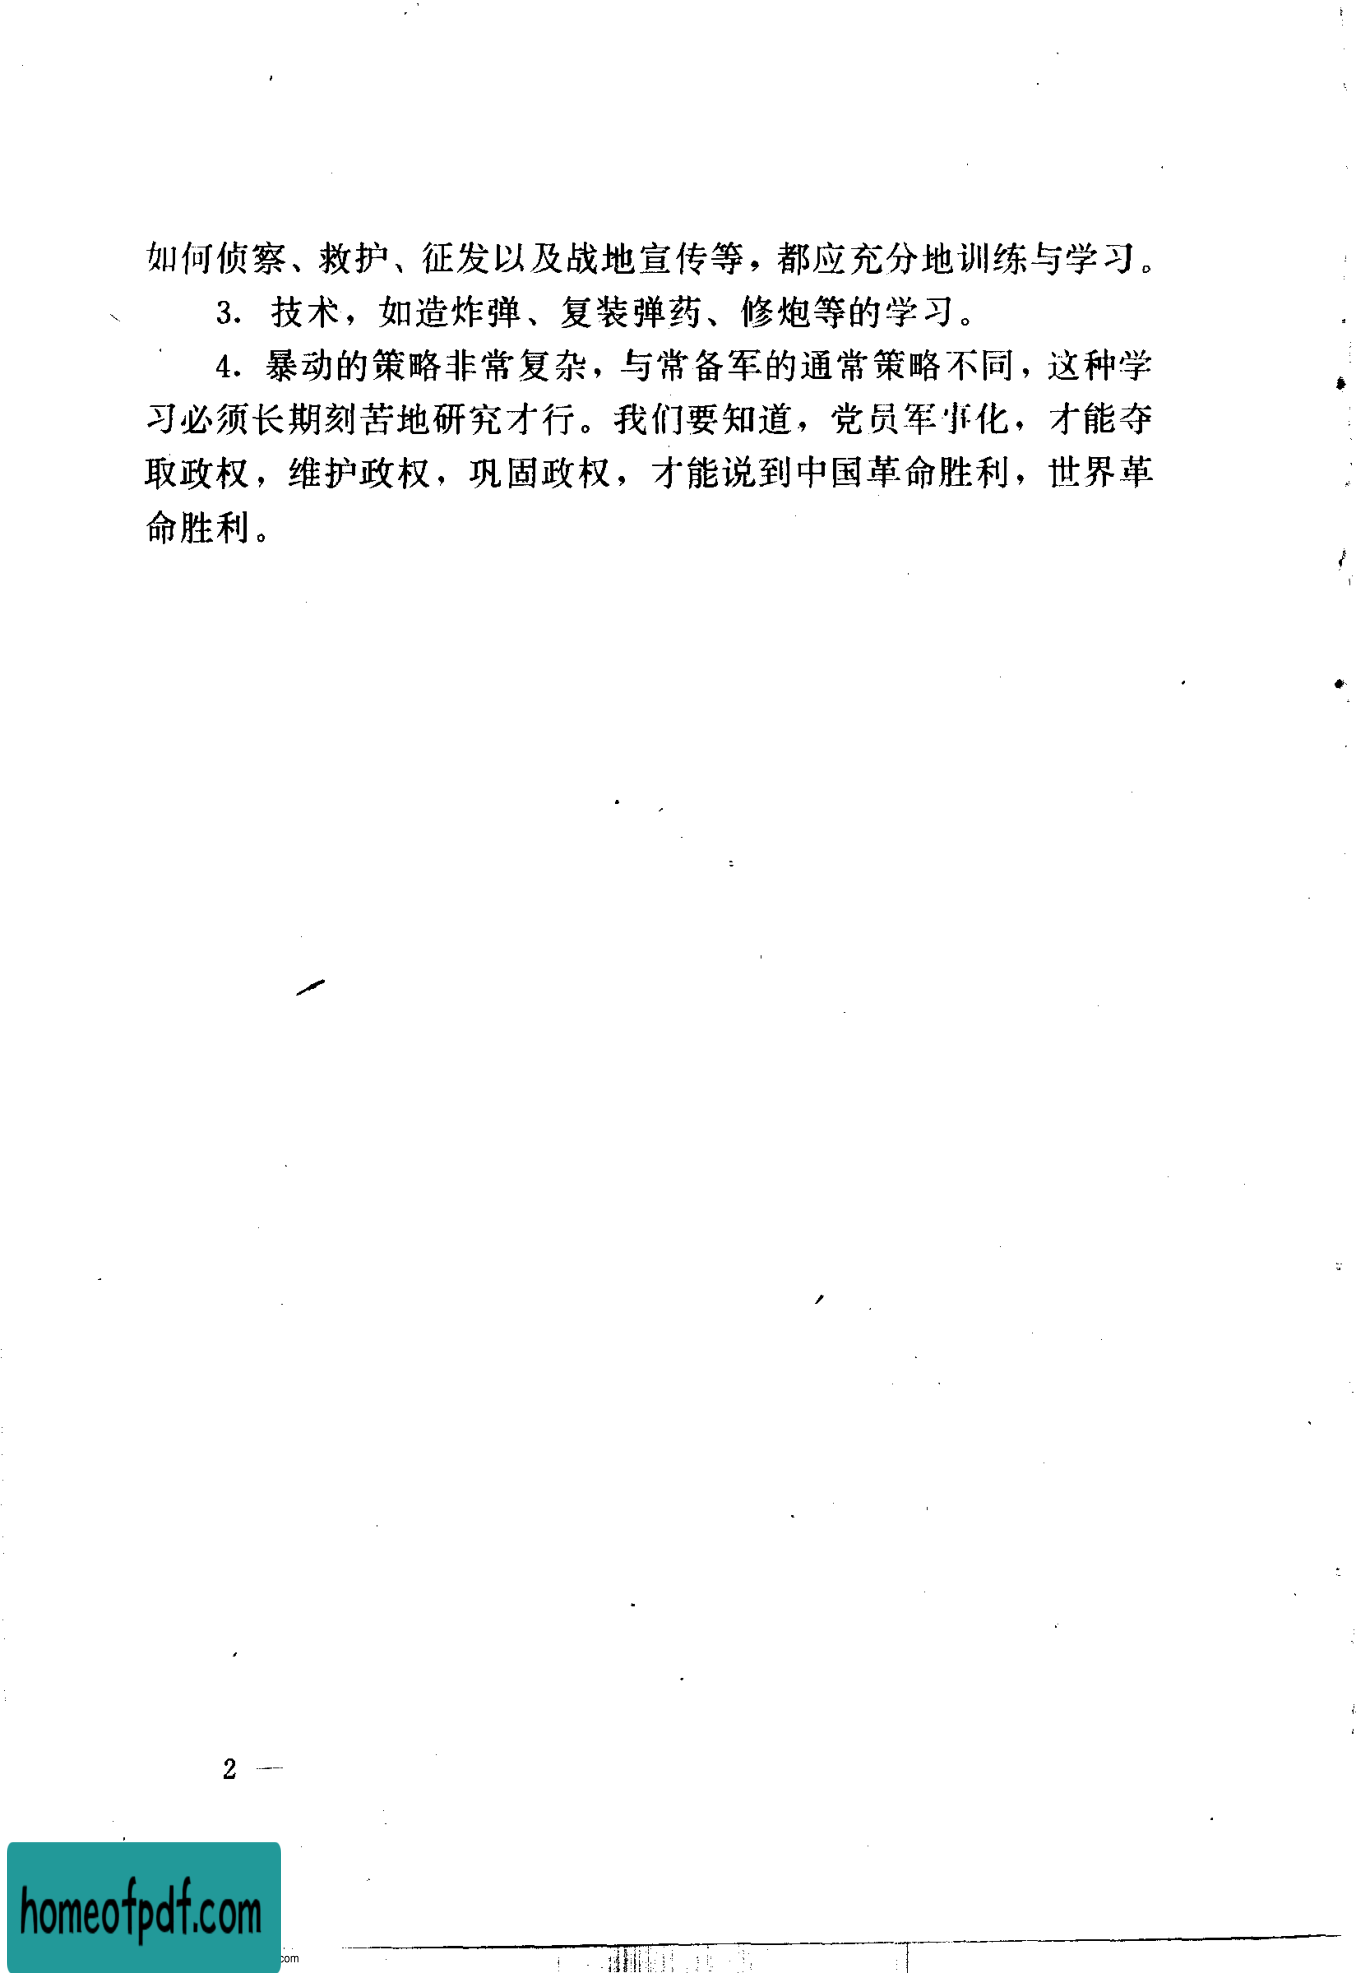 如何侦察、救护、征发以及战地宣传等，都应充分地训练与学习。
3. 技术，如造炸弹、复装弹药、修炮等的学习。
4. 暴动的策略非常复杂，与常备军的通常策略不同，这种学
习必须长期刻苦地研究才行。我们要知道，党员军事化，才能夺
取政权，维护政权，巩固政权，才能说到中国革命胜利，世界革
命胜利。
2 —
homeofpdf.com
com